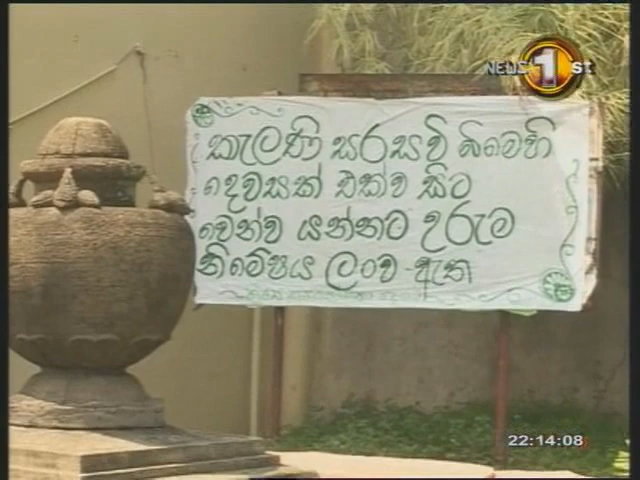 NEWS 1st
කැලණි සරසවි බිමෙහි
දෙවසක් එක්ව සිට
වෙන්ව යන්නට උරුම
නිමේෂය ලංව ඇත
22:14:08